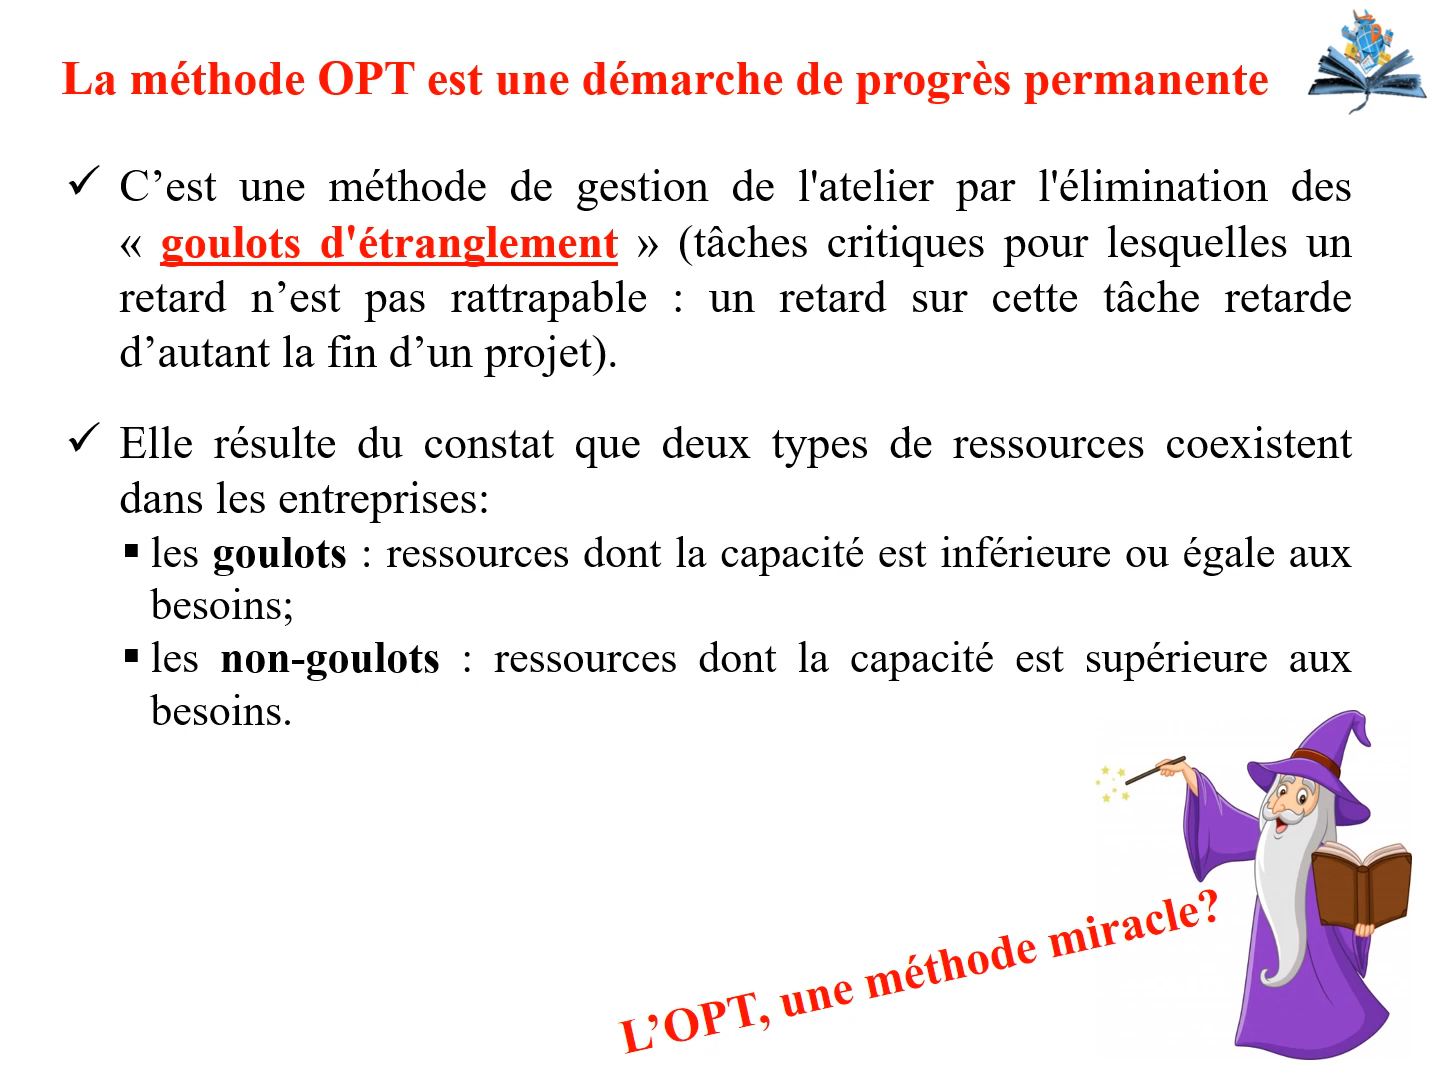 La méthode OPT est une démarche de progrès permanente
✓ C’est une méthode de gestion de l'atelier par l'élimination des
« goulots d'étranglement » (tâches critiques pour lesquelles un
retard n’est pas rattrapable : un retard sur cette tâche retarde
d’autant la fin d’un projet).
✓ Elle résulte du constat que deux types de ressources coexistent
dans les entreprises:
▪ les goulots : ressources dont la capacité est inférieure ou égale aux
besoins;
▪ les non-goulots : ressources dont la capacité est supérieure aux
besoins.
L’OPT, une méthode miracle?